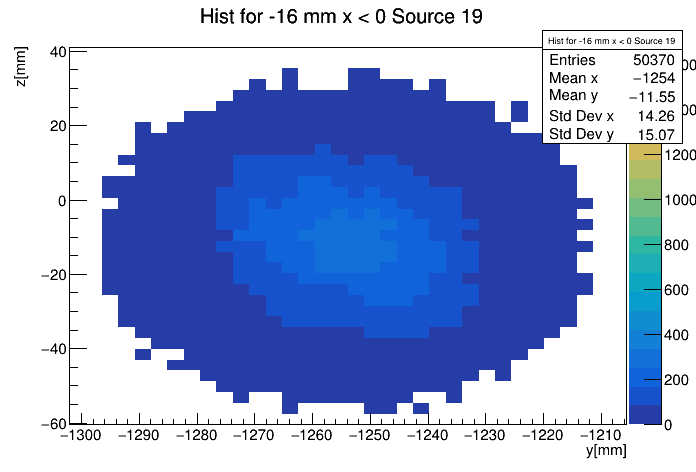 Hist for -16 mm x < 0 Source 19
Hist for -16 mm x < 0 Source 19
Entries 50370
Mean x −1254
Mean y −11.55
Std Dev x 14.26
Std Dev y 15.07
z[mm]
40
20
0
−20
−40
−60
−1300 −1290 −1280 −1270 −1260 −1250 −1240 −1230 −1220 −1210
y[mm]
1200
1000
800
600
400
200
0